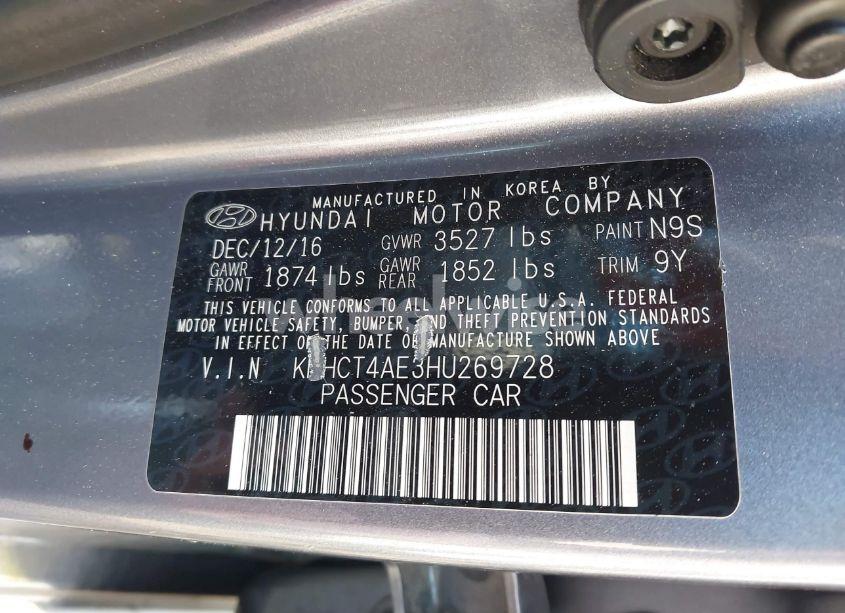 MANUFACTURED IN KOREA BY
HYUNDAI MOTOR COMPANY
DEC/12/16 GVWR 3527 lbs PAINT N9S
GAWR FRONT 1874 lbs GAWR REAR 1852 lbs TRIM 9Y
THIS VEHICLE CONFORMS TO ALL APPLICABLE U.S.A. FEDERAL
MOTOR VEHICLE SAFETY, BUMPER, AND THEFT PREVENTION STANDARDS
IN EFFECT ON THE DATE OF MANUFACTURE SHOWN ABOVE
V.I.N
PASSENGER CAR